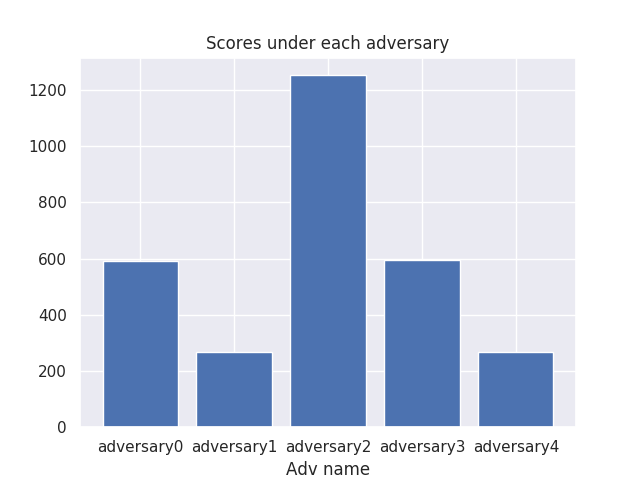 Scores under each adversary
1200
1000
800
600
400
200
0
adversary0 adversary1 adversary2 adversary3 adversary4
Adv name